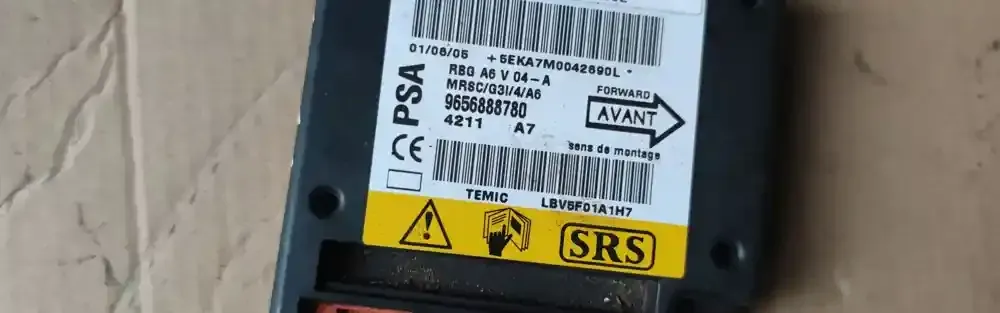 01/06/05 +5EKA7M0042690L*
RBG A6 V 04-A
MRSC/G3I/4/A6
PSA
9656888780
4211 A7
FORWARD
AVANT
sens de montage
CE
TEMIC LBV5F01A1H7
SRS